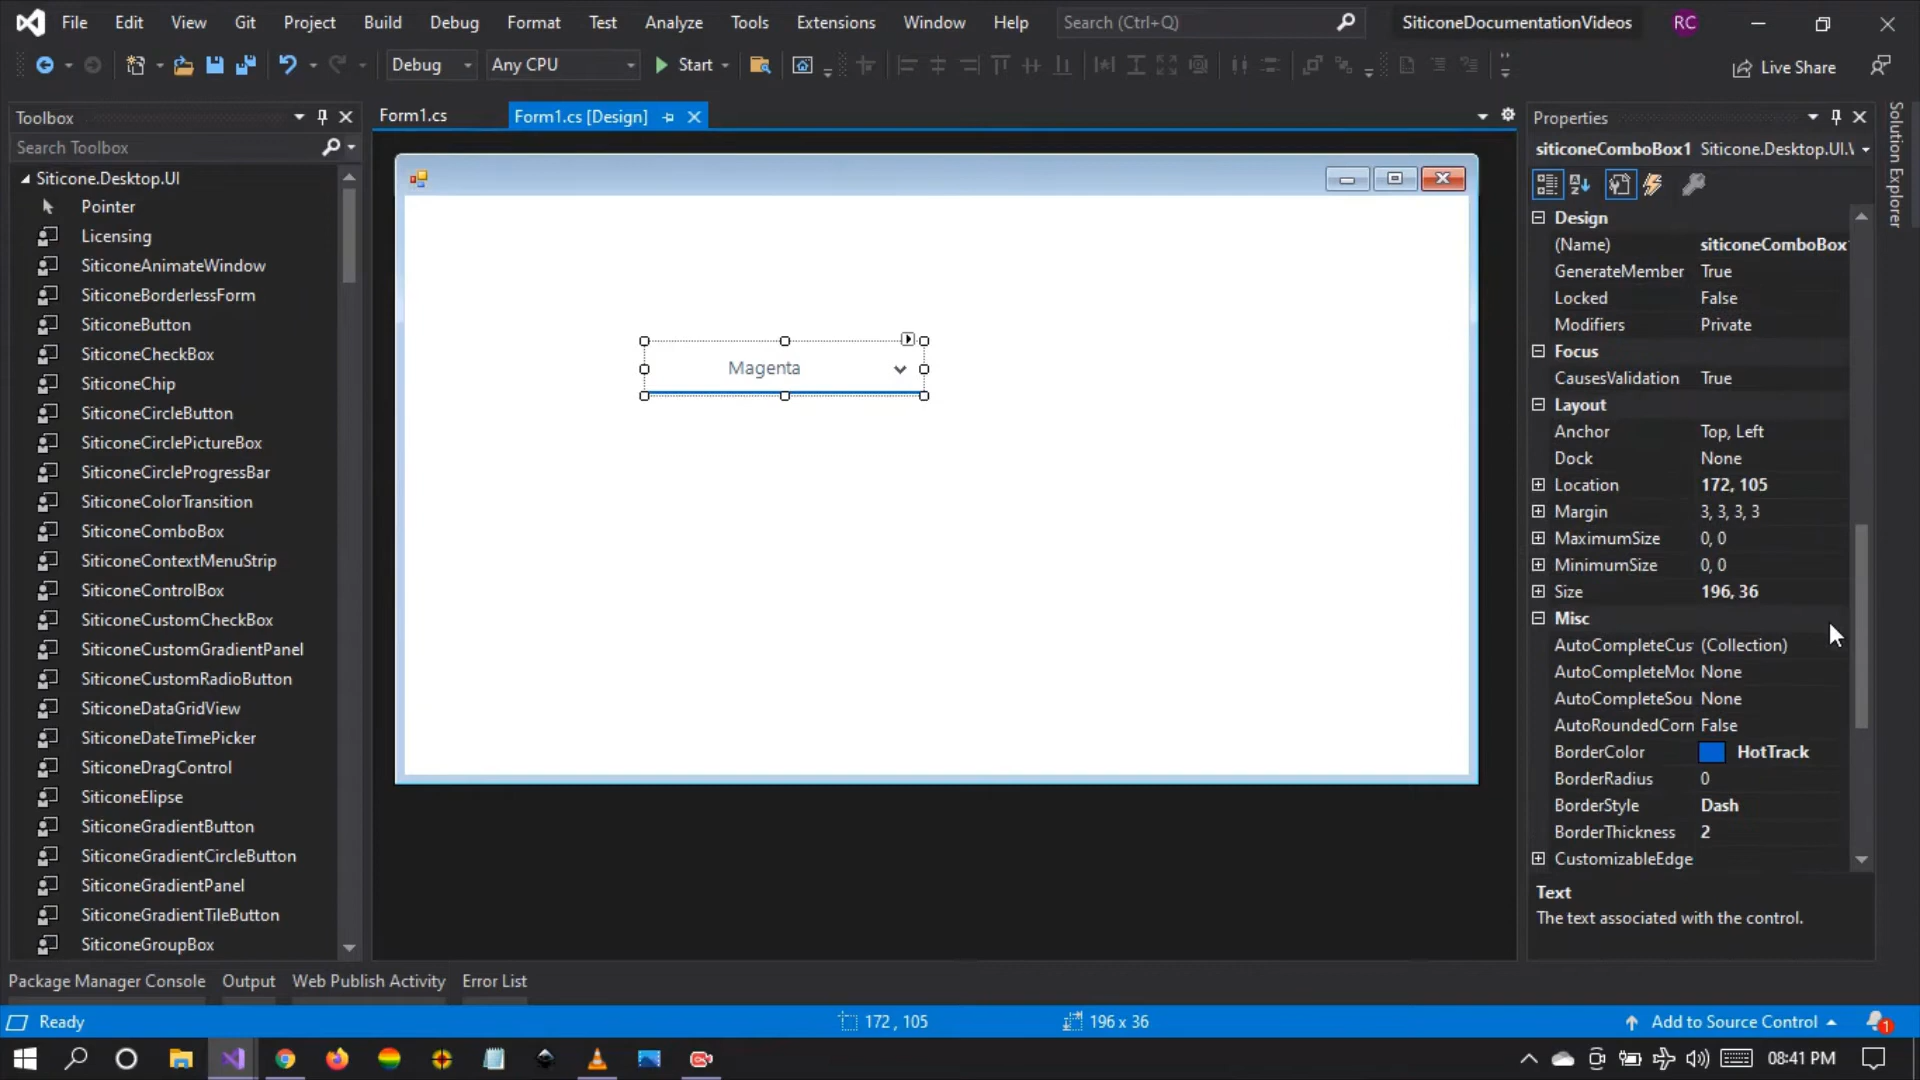 File Edit View Git Project Build Debug Format Test Analyze Tools Extensions Window Help Search (Ctrl+Q) SiticoneDocumentationVideos RC
Debug Any CPU Start Live Share
Toolbox
Search Toolbox
Siticone.Desktop.UI
Pointer
Licensing
SiticoneAnimateWindow
SiticoneBorderlessForm
SiticoneButton
SiticoneCheckBox
SiticoneChip
SiticoneCircleButton
SiticoneCirclePictureBox
SiticoneCircleProgressBar
SiticoneColorTransition
SiticoneComboBox
SiticoneContextMenuStrip
SiticoneControlBox
SiticoneCustomCheckBox
SiticoneCustomGradientPanel
SiticoneCustomRadioButton
SiticoneDataGridView
SiticoneDateTimePicker
SiticoneDragControl
SiticoneElipse
SiticoneGradientButton
SiticoneGradientCircleButton
SiticoneGradientPanel
SiticoneGradientTileButton
SiticoneGroupBox
Form1.cs Form1.cs [Design]
Magenta
Properties
siticoneComboBox1 Siticone.Desktop.UI.\
Design
(Name) siticoneComboBox
GenerateMember True
Locked False
Modifiers Private
Focus
CausesValidation True
Layout
Anchor Top, Left
Dock None
Location 172, 105
Margin 3, 3, 3, 3
MaximumSize 0, 0
MinimumSize 0, 0
Size 196, 36
Misc
AutoCompleteCus (Collection)
AutoCompleteMod None
AutoCompleteSou None
AutoRoundedCorn False
BorderColor HotTrack
BorderRadius 0
BorderStyle Dash
BorderThickness 2
CustomizableEdge
Text
The text associated with the control.
Solution Explorer
Package Manager Console Output Web Publish Activity Error List
Ready 172 , 105 196 x 36 Add to Source Control 1
08:41 PM